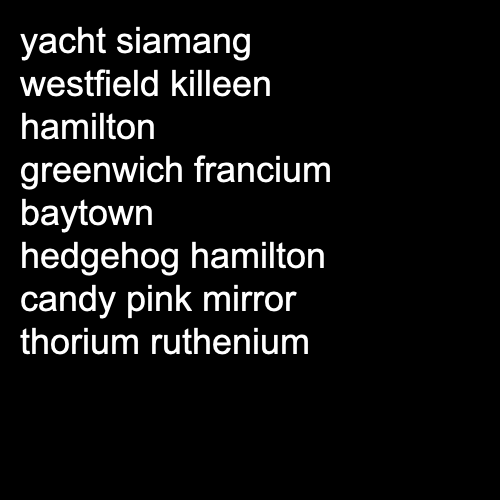 yacht siamang
westfield killeen
hamilton
greenwich francium
baytown
hedgehog hamilton
candy pink mirror
thorium ruthenium